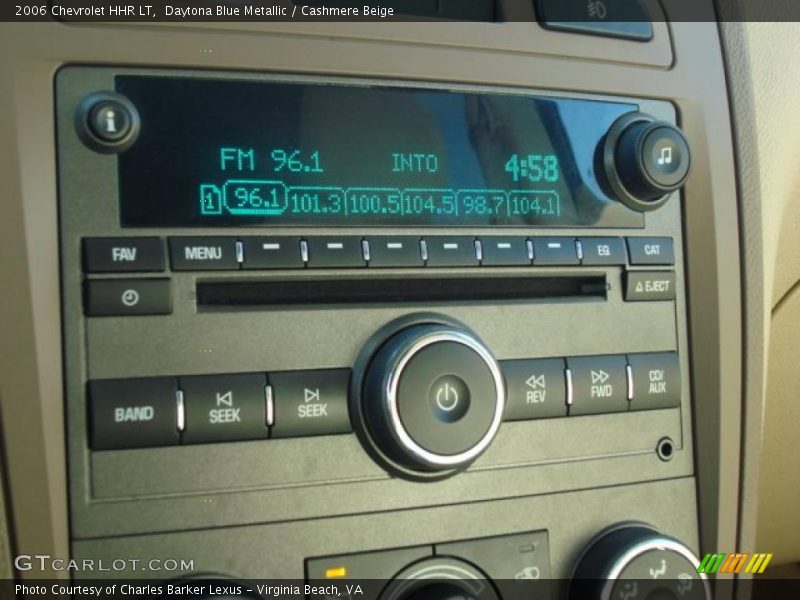 2006 Chevrolet HHR LT,  Daytona Blue Metallic / Cashmere Beige
i
FM 96.1 INTO 4:58
1 96.1 101.3 100.5 104.5 98.7 104.1
FAV MENU EQ CAT
EJECT
BAND SEEK SEEK REV FWD CD/
AUX
GTCARLOT.COM
Photo Courtesy of Charles Barker Lexus – Virginia Beach, VA